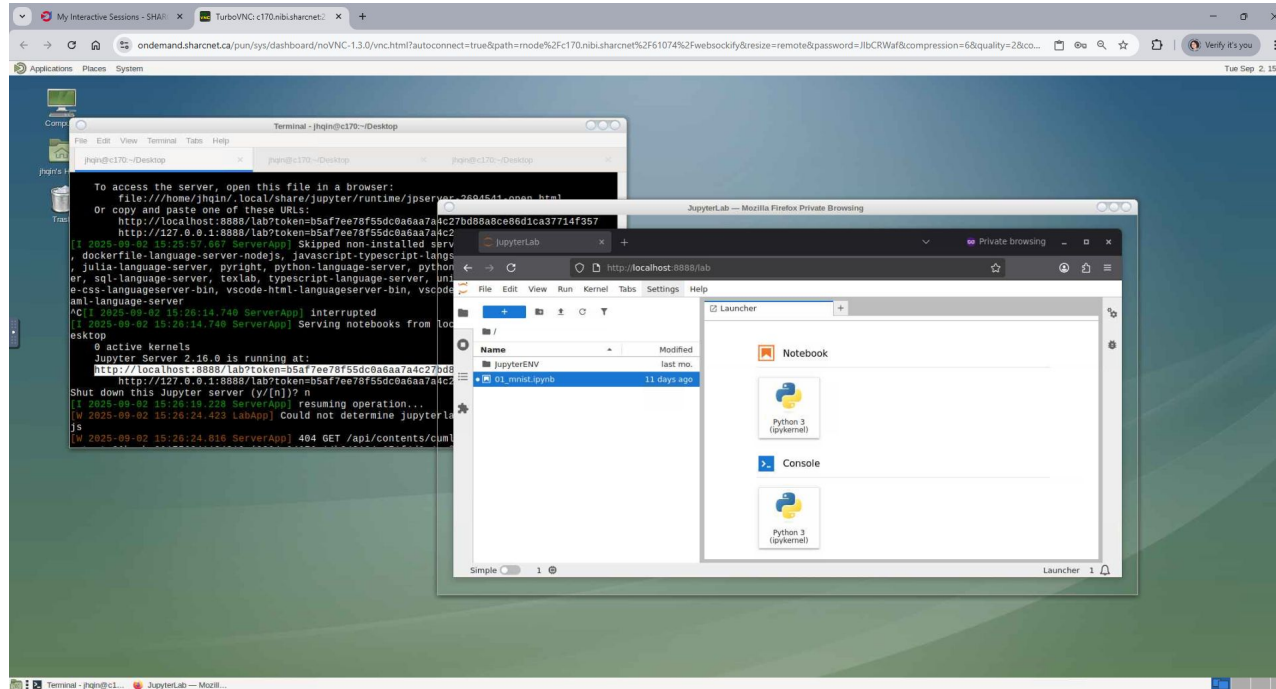 My Interactive Sessions - SHAR
TurboVNC: c170.nibi.sharcnet:2
ondemand.sharcnet.ca/pun/sys/dashboard/noVNC-1.3.0/vnc.html?autoconnect=true&path=rnode%2Fc170.nibi.sharcnet%2F61074%2Fwebsockify&resize=remote&password=JlbCRWaf&compression=6&quality=2&co...
Verify it's you
Applications Places System
Tue Sep 2, 15
Comp
jhqin's H
Tras
Terminal - jhqin@c170:~/Desktop
File Edit View Terminal Tabs Help
jhqin@c170:~/Desktop
jhqin@c170:~/Desktop
jhqin@c170:~/Desktop
To access the server, open this file in a browser:
file:///home/jhqin/.local/share/jupyter/runtime/jpserver-2694541-open.html
Or copy and paste one of these URLs:
http://localhost:8888/lab?token=b5af7ee78f55dc0a6aa7a4c27bd88a8ce86d1ca37714f357
http://127.0.0.1:8888/lab?token=b5af7ee78f55dc0a6aa7a4c2
[I 2025-09-02 15:25:57.667 ServerApp] Skipped non-installed serv
, dockerfile-language-server-nodejs, javascript-typescript-langs
, julia-language-server, pyright, python-language-server, python
er, sql-language-server, texlab, typescript-language-server, uni
e-css-languageserver-bin, vscode-html-languageserver-bin, vscode
aml-language-server
^C[I 2025-09-02 15:26:14.740 ServerApp] interrupted
[I 2025-09-02 15:26:14.740 ServerApp] Serving notebooks from loc
esktop
0 active kernels
Jupyter Server 2.16.0 is running at:
http://localhost:8888/lab?token=b5af7ee78f55dc0a6aa7a4c27bd8
http://127.0.0.1:8888/lab?token=b5af7ee78f55dc0a6aa7a4c2
Shut down this Jupyter server (y/[n])? n
[I 2025-09-02 15:26:19.228 ServerApp] resuming operation...
[W 2025-09-02 15:26:24.423 LabApp] Could not determine jupyterla
js
[W 2025-09-02 15:26:24.816 ServerApp] 404 GET /api/contents/cuml
JupyterLab — Mozilla Firefox Private Browsing
JupyterLab
Private browsing
http://localhost:8888/lab
File Edit View Run Kernel Tabs Settings Help
/
Name Modified
JupyterENV last mo.
01_mnist.ipynb 11 days ago
Launcher
Notebook
Python 3
(ipykernel)
Console
Python 3
(ipykernel)
Simple 1
Launcher 1
Terminal - jhqin@c1...
JupyterLab — Mozill...